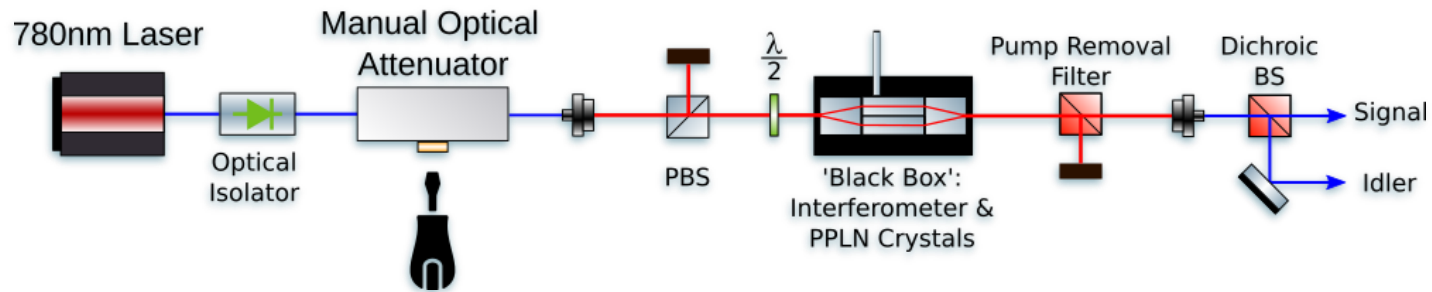 780nm Laser
Optical
Isolator
Manual Optical
Attenuator
PBS
λ
2
'Black Box':
Interferometer &
PPLN Crystals
Pump Removal
Filter
Dichroic
BS
Signal
Idler